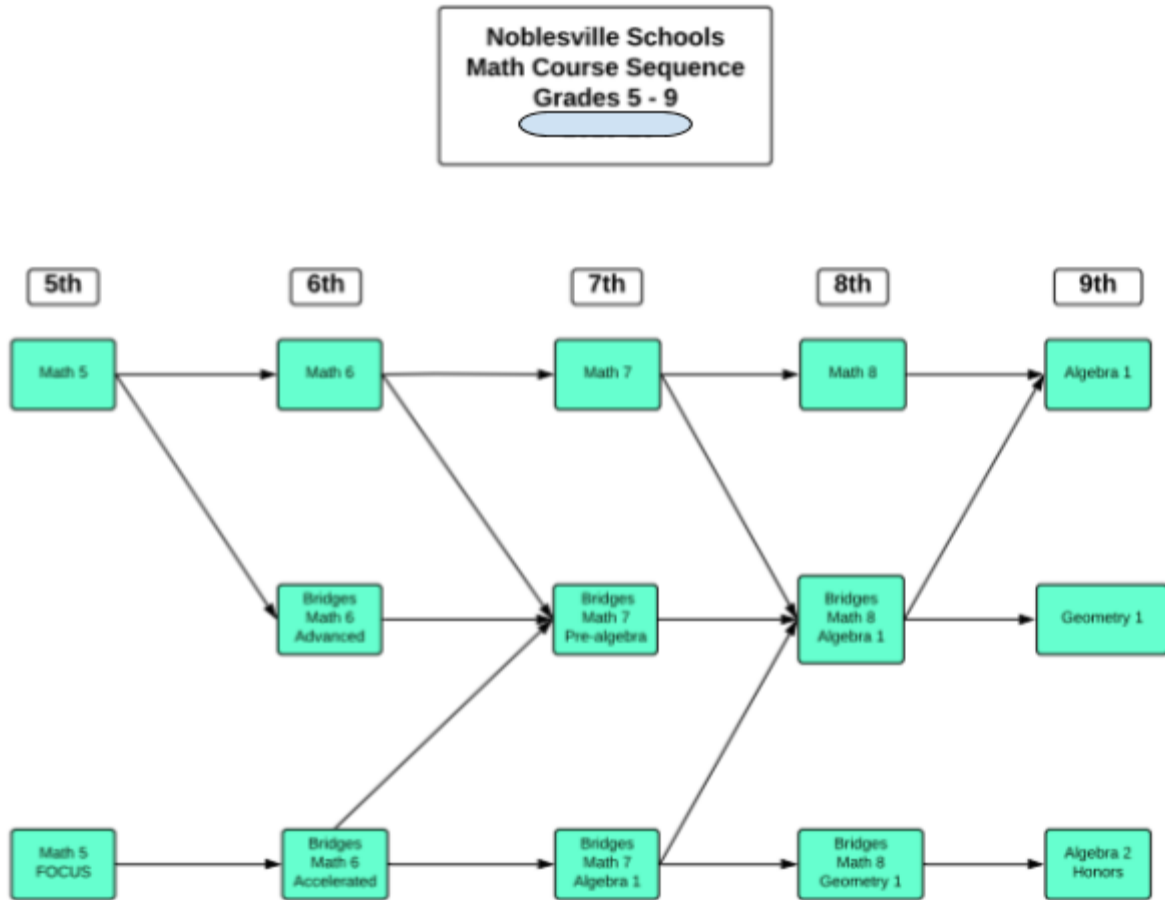 Noblesville Schools
Math Course Sequence
Grades 5 - 9
5th
6th
7th
8th
9th
Math 5
Math 6
Math 7
Math 8
Algebra 1
Bridges
Math 6
Advanced
Bridges
Math 7
Pre-algebra
Bridges
Math 8
Algebra 1
Geometry 1
Math 5
FOCUS
Bridges
Math 6
Accelerated
Bridges
Math 7
Algebra 1
Bridges
Math 8
Geometry 1
Algebra 2
Honors